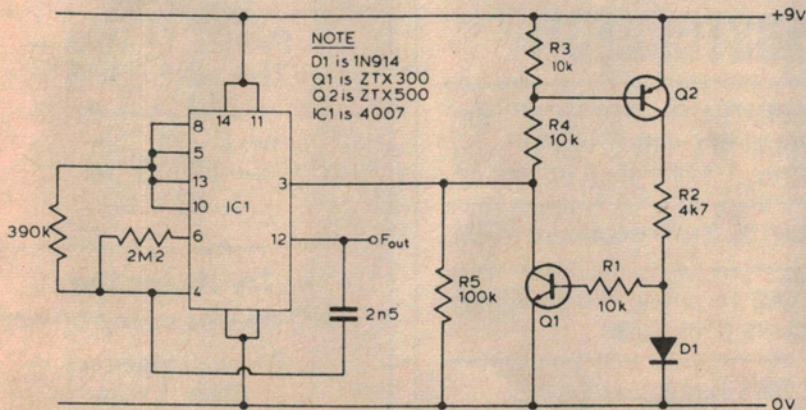 +9V
NOTE
D1 is 1N914
Q1 is ZTX300
Q2 is ZTX500
IC1 is 4007
R3
10k
Q2
14 11
8
5
13
10
6
4
IC1
3
12
390k
2M2
Fout
2n5
R4
10k
R2
4k7
R5
100k
Q1
R1
10k
D1
0V